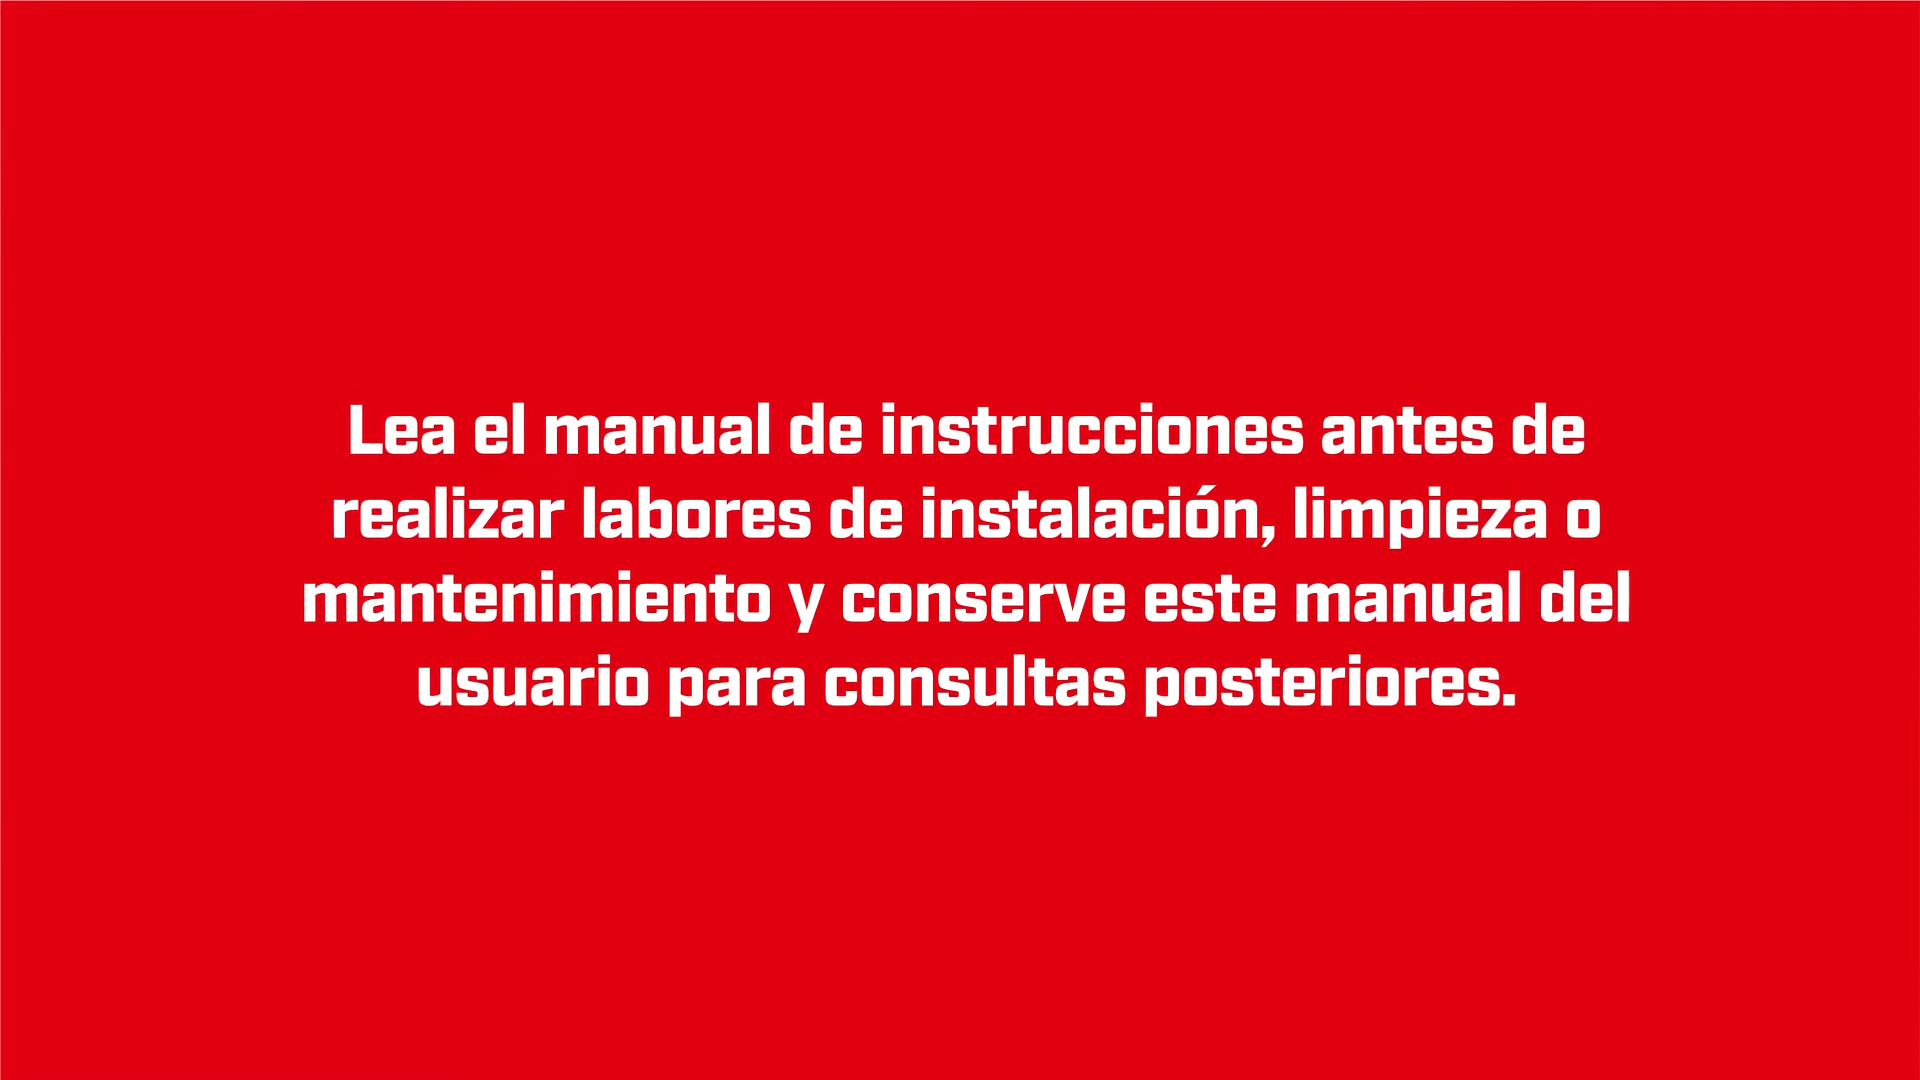 Lea el manual de instrucciones antes de
realizar labores de instalación, limpieza o
mantenimiento y conserve este manual del
usuario para consultas posteriores.